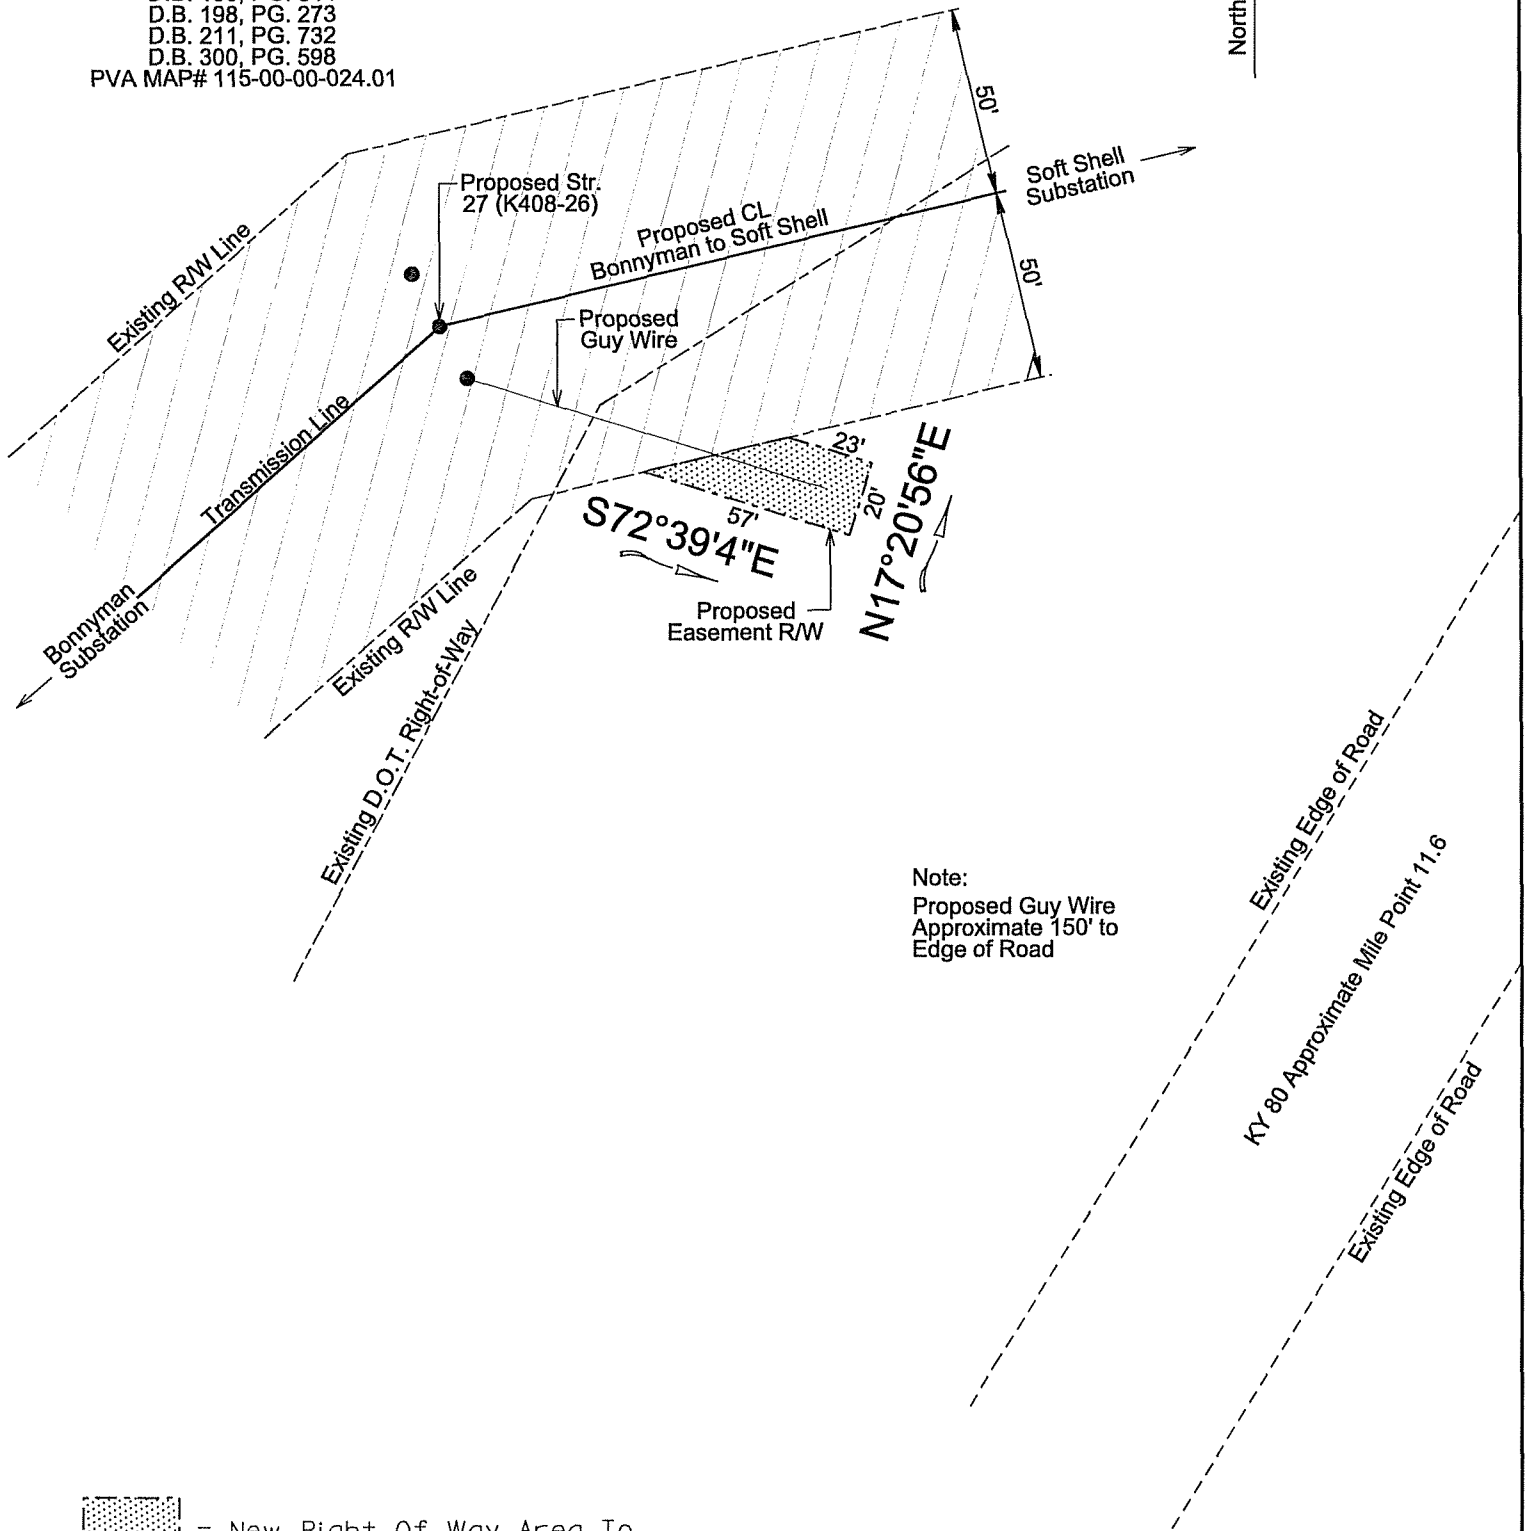 D.B. 198, PG. 273
D.B. 211, PG. 732
D.B. 300, PG. 598
PVA MAP# 115-00-00-024.01
North
50'
Soft Shell
Substation
Proposed Str.
27 (K408-26)
Proposed CL
Bonnyman to Soft Shell
50'
Existing R/W Line
Proposed
Guy Wire
Transmission Line
23'
20'
57'
S72°39'4"E
N17°20'56"E
Proposed
Easement R/W
Bonnyman
Substation
Existing R/W Line
Existing D.O.T. Right-of-Way
Note:
Proposed Guy Wire
Approximate 150' to
Edge of Road
Existing Edge of Road
KY 80 Approximate Mile Point 11.6
Existing Edge of Road
= New Right Of Way Area To